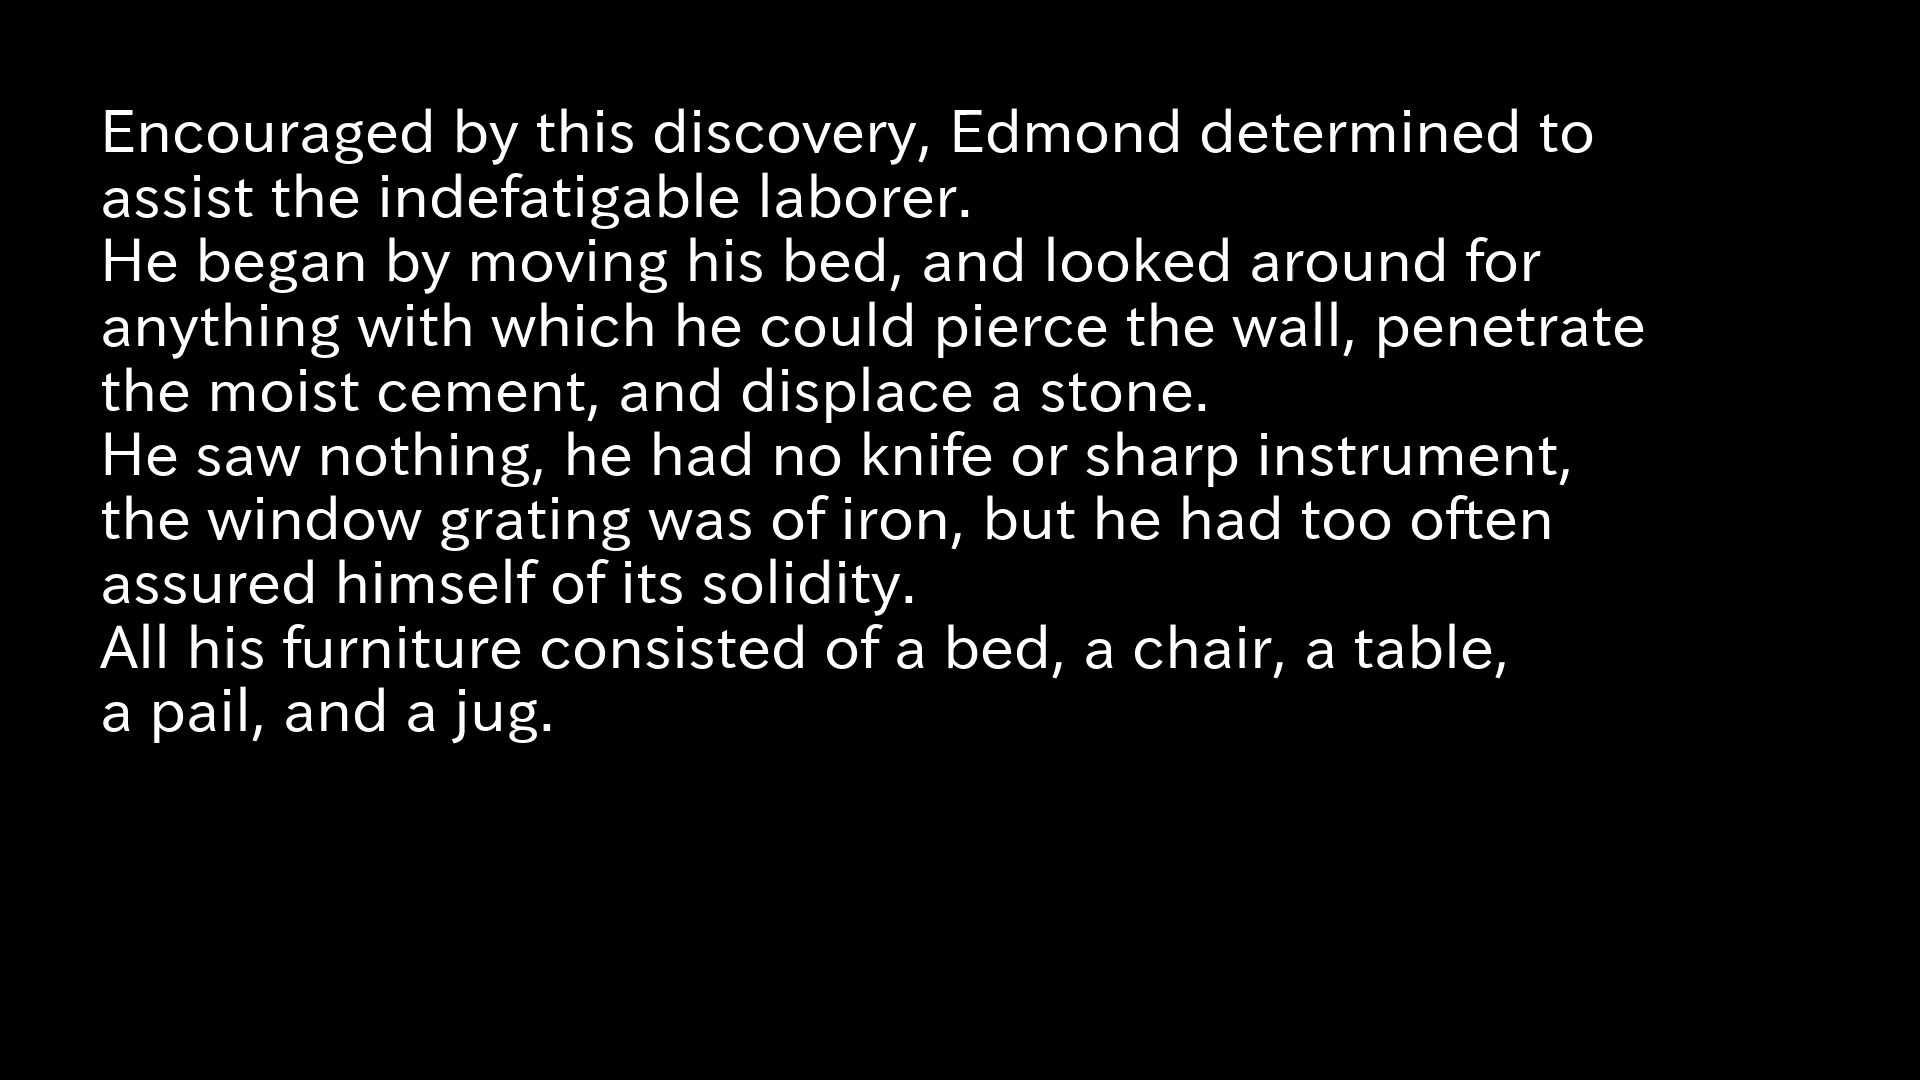 Encouraged by this discovery, Edmond determined to
assist the indefatigable laborer.
He began by moving his bed, and looked around for
anything with which he could pierce the wall, penetrate
the moist cement, and displace a stone.
He saw nothing, he had no knife or sharp instrument,
the window grating was of iron, but he had too often
assured himself of its solidity.
All his furniture consisted of a bed, a chair, a table,
a pail, and a jug.